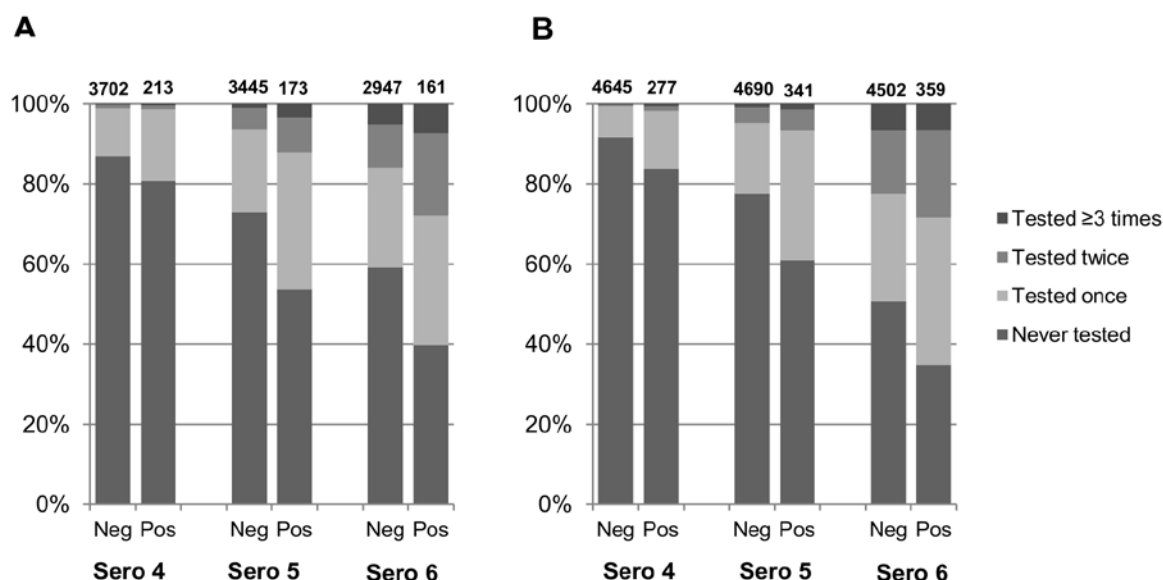 A
3702 213 3445 173 2947 161
100%
80%
60%
40%
20%
0%
Neg Pos Neg Pos Neg Pos
Sero 4 Sero 5 Sero 6
B
4645 277 4690 341 4502 359
100%
80%
60%
40%
20%
0%
Neg Pos Neg Pos Neg Pos
Sero 4 Sero 5 Sero 6
Tested ≥3 times
Tested twice
Tested once
Never tested